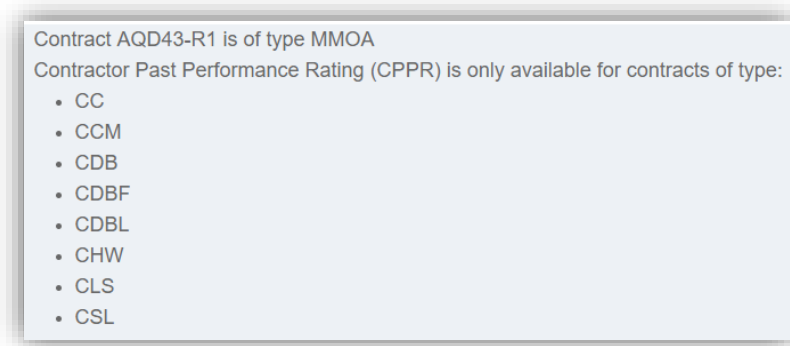 Contract AQD43-R1 is of type MMOA
Contractor Past Performance Rating (CPPR) is only available for contracts of type:
• CC
• CCM
• CDB
• CDBF
• CDBL
• CHW
• CLS
• CSL